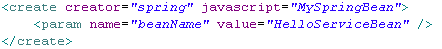 <create creator="spring" javascript="MySpringBean">
    <param name="beanName" value="HelloServiceBean" />
</create>